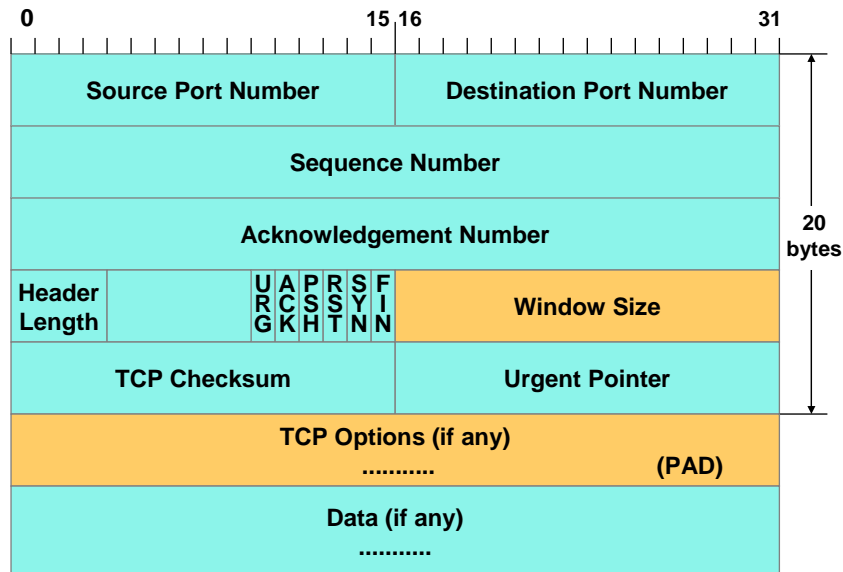 0 15 16 31
Source Port Number Destination Port Number
Sequence Number
Acknowledgement Number
20
bytes
Header
Length
URG ACK PSH RST SYN FIN
Window Size
TCP Checksum Urgent Pointer
TCP Options (if any)
........... (PAD)
Data (if any)
...........